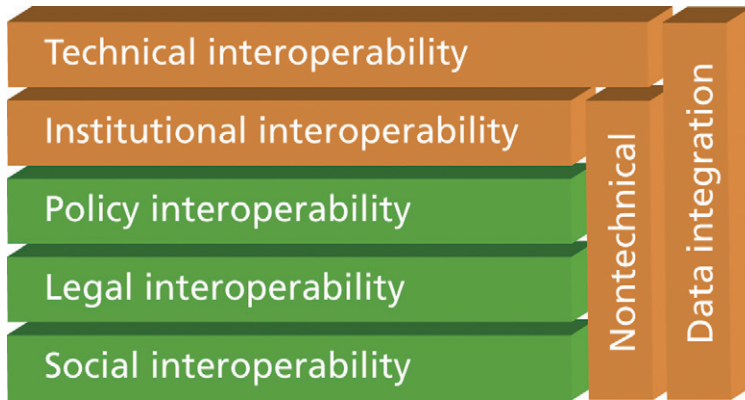 Technical interoperability
Institutional interoperability
Policy interoperability
Legal interoperability
Social interoperability
Nontechnical
Data integration